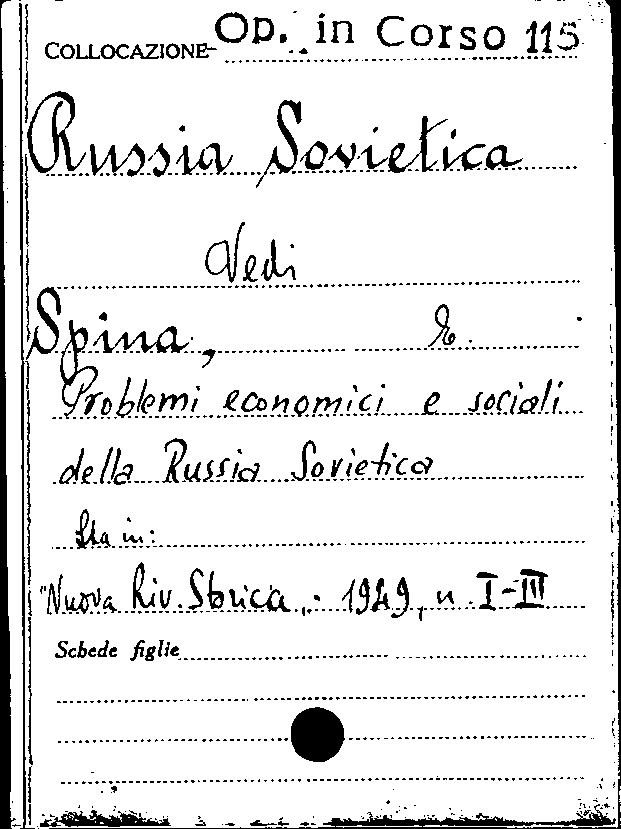 COLLOCAZIONE Op. in Corso 115
Russia Sovietica
Vedi
Spina, E.
Problemi economici e sociali
della Russia Sovietica
Sta in:
"Nuova Riv. Storica„. 1949, n. I-III
Schede figlie